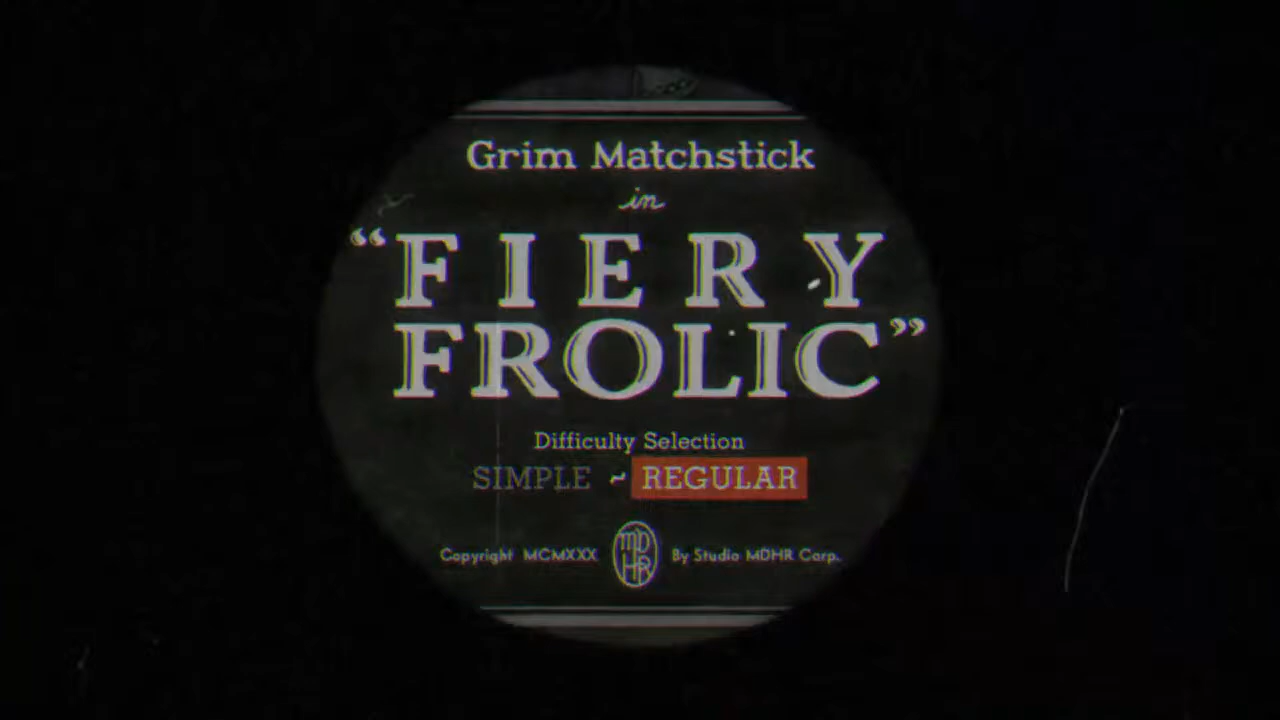 Grim Matchstick
in
“FIERY
FROLIC”
Difficulty Selection
SIMPLE ~ REGULAR
Copyright MCMXXX MDHR By Studio MDHR Corp.